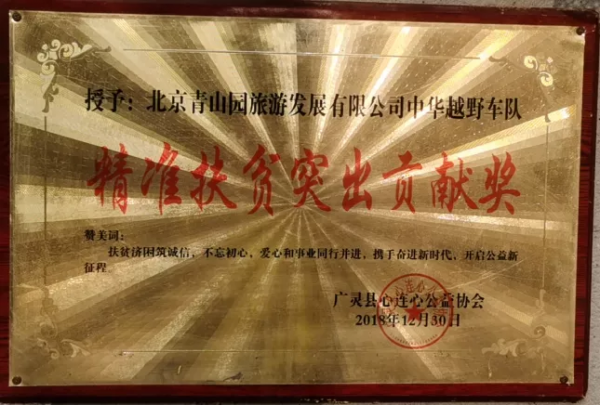 授予：北京青山园旅游发展有限公司中华越野车队
精准扶贫突出贡献奖
赞美词：
扶贫济困筑诚信，不忘初心，爱心和事业同行并进，携手奋进新时代，开启公益新
征程
广灵县心连心公益协会
2018年12月30日